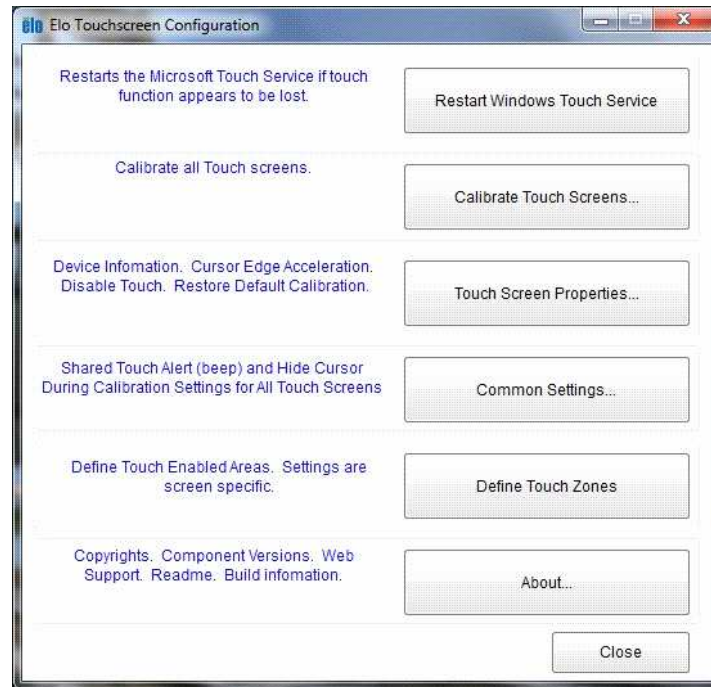 elo Elo Touchscreen Configuration
Restarts the Microsoft Touch Service if touch
function appears to be lost.
Restart Windows Touch Service
Calibrate all Touch screens.
Calibrate Touch Screens...
Device Infomation. Cursor Edge Acceleration.
Disable Touch. Restore Default Calibration.
Touch Screen Properties...
Shared Touch Alert (beep) and Hide Cursor
During Calibration Settings for All Touch Screens
Common Settings...
Define Touch Enabled Areas. Settings are
screen specific.
Define Touch Zones
Copyrights. Component Versions. Web
Support. Readme. Build infomation.
About...
Close